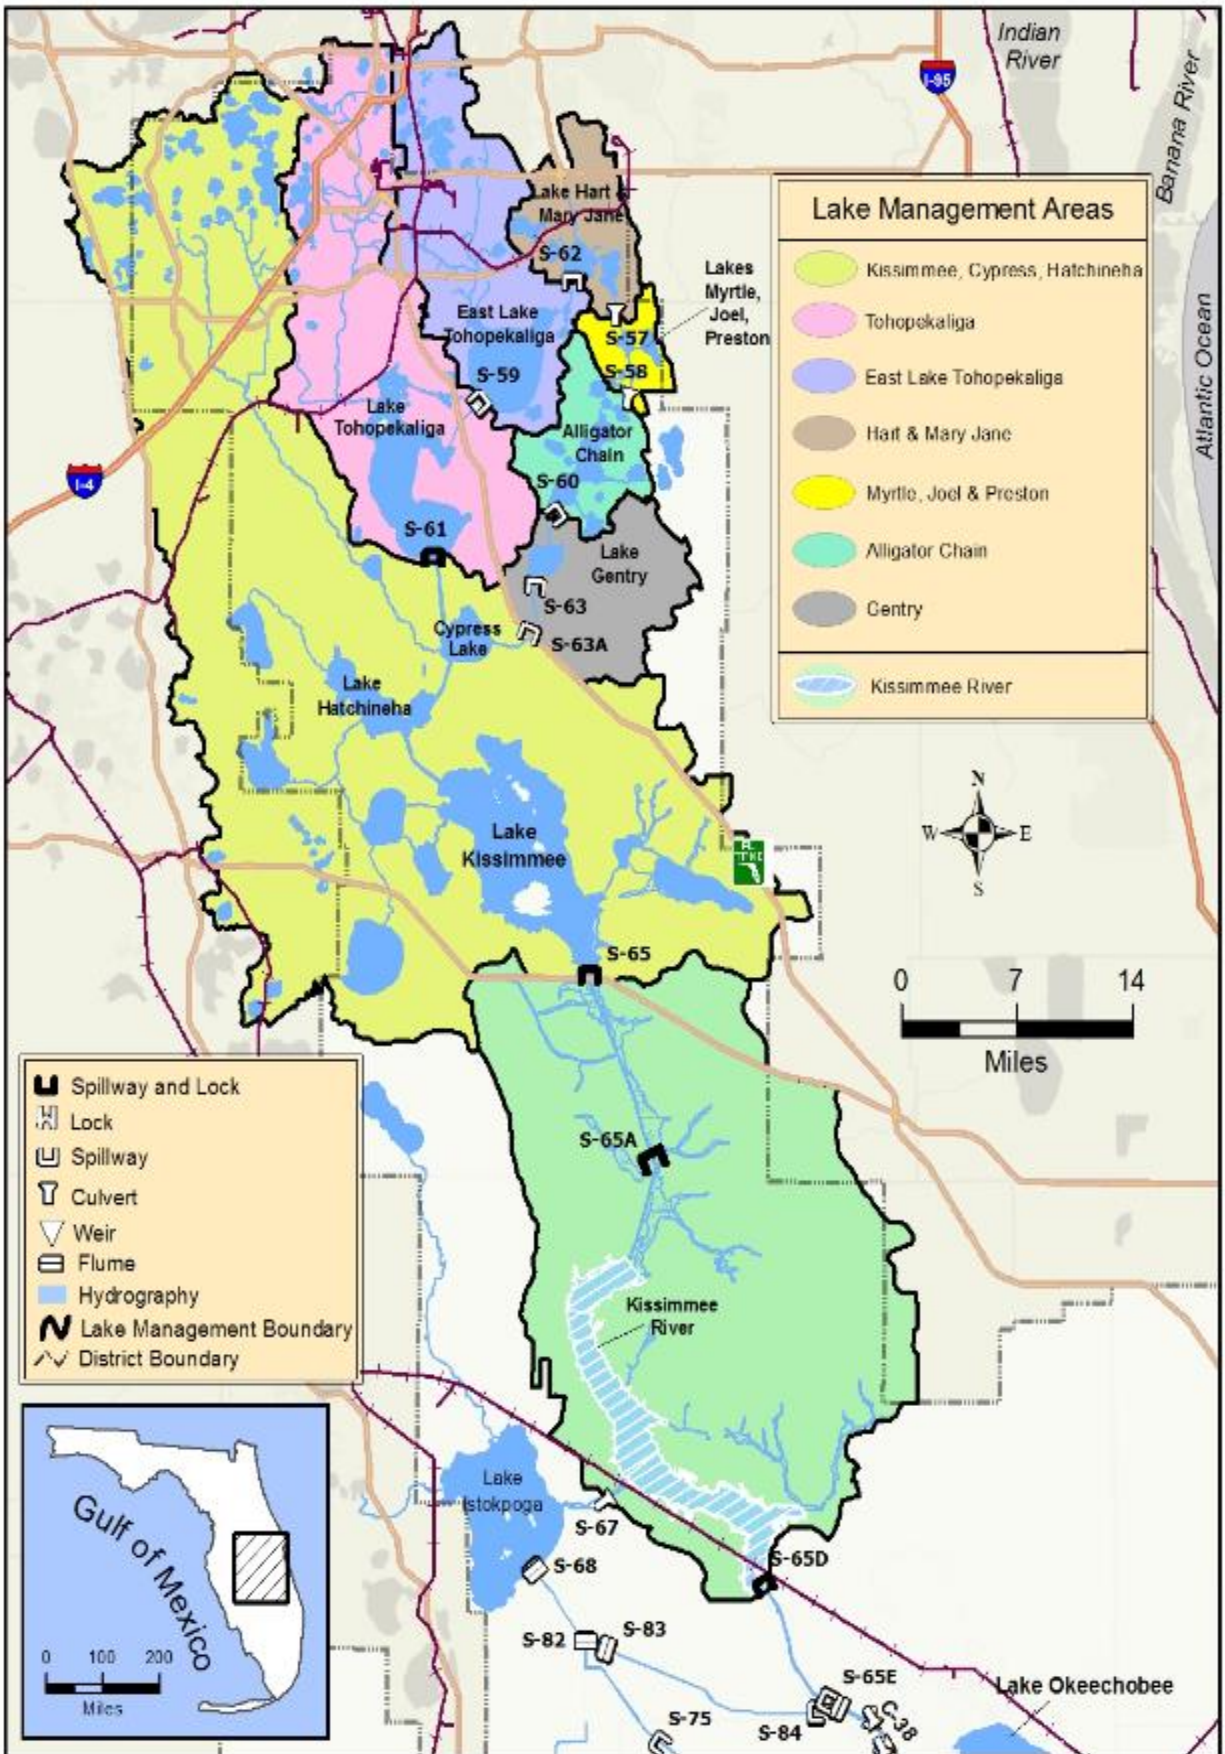 Indian
River
I-95
Banana River
Atlantic Ocean
Lake Hart &
Mary Jane
S-62
Lakes
Myrtle,
Joel,
Preston
East Lake
Tohopekaliga
S-57
S-58
S-59
Lake
Tohopekaliga
Alligator
Chain
S-60
I-4
S-61
Lake
Gentry
S-63
S-63A
Cypress
Lake
Lake
Hatchineha
Lake
Kissimmee
S-65
S-65A
Kissimmee
River
Lake
Istokpoga
S-67
S-68
S-65D
S-82
S-83
S-65E
S-84
C-38
S-75
Lake Okeechobee
Lake Management Areas
Kissimmee, Cypress, Hatchineha
Tohopekaliga
East Lake Tohopekaliga
Hart & Mary Jane
Myrtle, Joel & Preston
Alligator Chain
Gentry
Kissimmee River
N
W E
S
0 7 14
Miles
Spillway and Lock
Lock
Spillway
Culvert
Weir
Flume
Hydrography
Lake Management Boundary
District Boundary
Gulf of Mexico
0 100 200
Miles